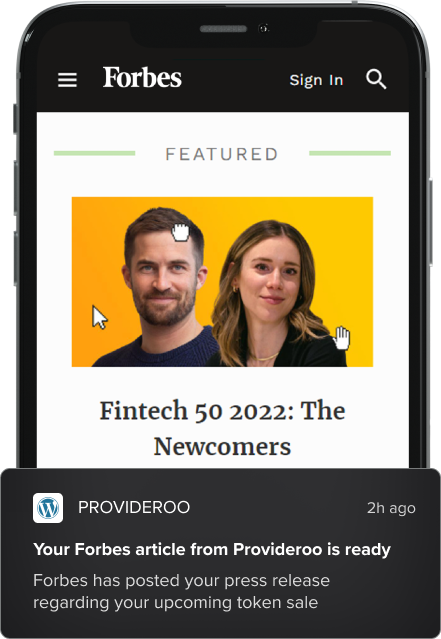 Forbes
Sign In
FEATURED
Fintech 50 2022: The
Newcomers
PROVIDEROO
2h ago
Your Forbes article from Provideroo is ready
Forbes has posted your press release
regarding your upcoming token sale